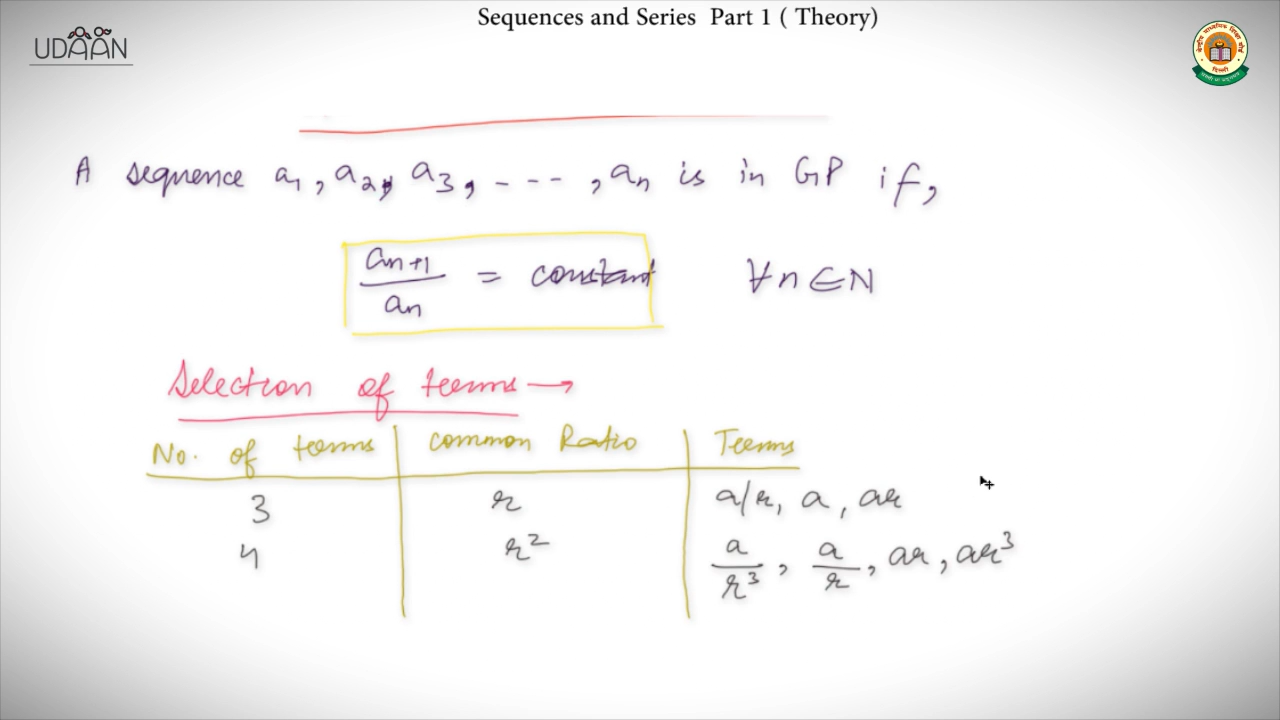 Sequences and Series Part 1 ( Theory)
UDAAN
A sequence a₁, a₂, a₃, - - - , aₙ is in GP if,
aₙ₊₁/aₙ = constant ∀n∈N
Selection of terms →
No. of terms Common Ratio Terms
3 r a/r, a, ar
4 r² a/r³, a/r, ar, ar³